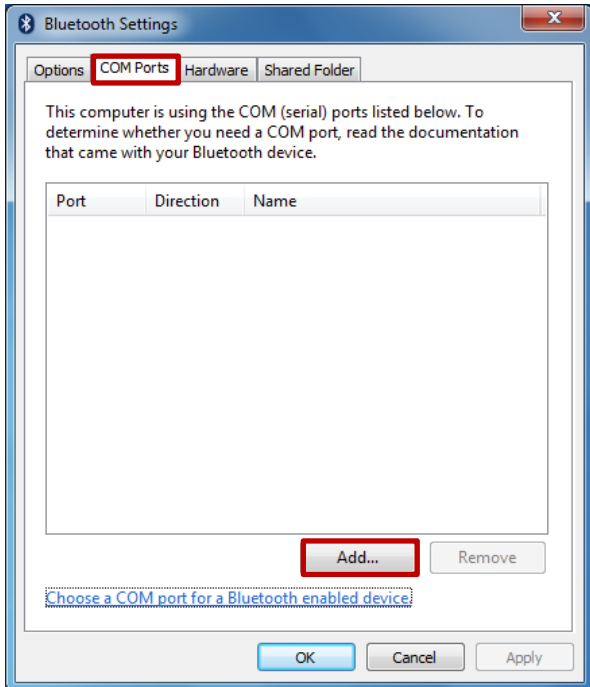 Bluetooth Settings
Options COM Ports Hardware Shared Folder
This computer is using the COM (serial) ports listed below. To
determine whether you need a COM port, read the documentation
that came with your Bluetooth device.
Port Direction Name
Add... Remove
Choose a COM port for a Bluetooth enabled device.
OK Cancel Apply